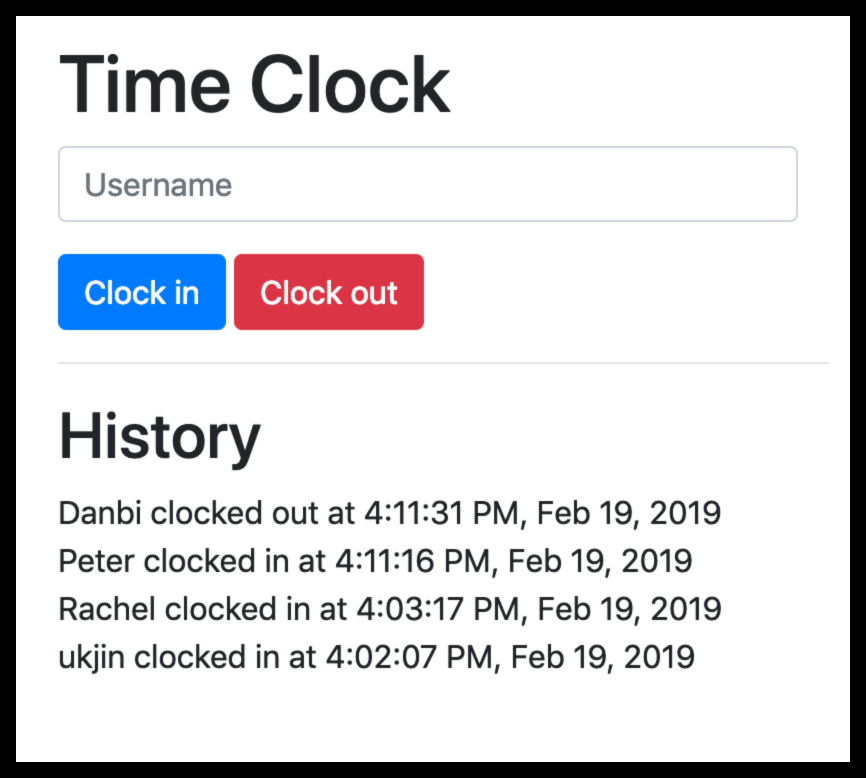 Time Clock
Username
Clock in Clock out
History
Danbi clocked out at 4:11:31 PM, Feb 19, 2019
Peter clocked in at 4:11:16 PM, Feb 19, 2019
Rachel clocked in at 4:03:17 PM, Feb 19, 2019
ukjin clocked in at 4:02:07 PM, Feb 19, 2019